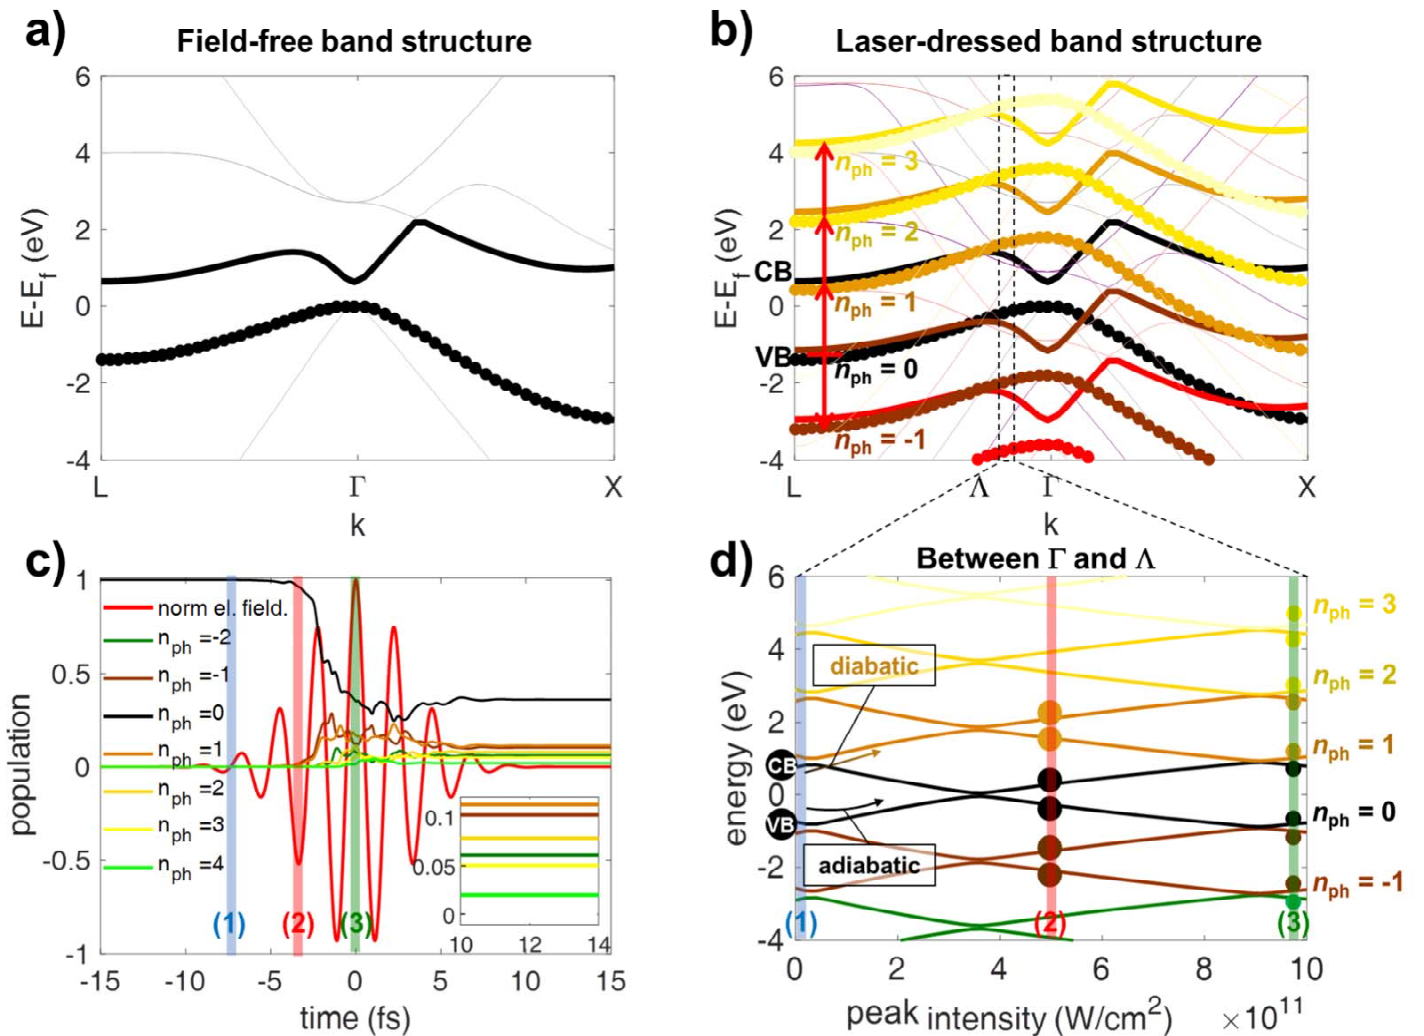 a)
Field-free band structure
6
4
2
0
-2
-4
E-E_f (eV)
L
Γ
X
k
b)
Laser-dressed band structure
6
4
2
0
-2
-4
E-E_f (eV)
CB
VB
n_ph = 3
n_ph = 2
n_ph = 1
n_ph = 0
n_ph = -1
L
Λ
Γ
X
k
c)
1
0.5
0
-0.5
-1
population
norm el. field.
n_ph =-2
n_ph =-1
n_ph =0
n_ph =1
n_ph =2
n_ph =3
n_ph =4
(1)
(2)
(3)
0.1
0.05
0
10
12
14
-15
-10
-5
0
5
10
15
time (fs)
d)
Between Γ and Λ
6
4
2
0
-2
-4
energy (eV)
diabatic
adiabatic
CB
VB
n_ph = 3
n_ph = 2
n_ph = 1
n_ph = 0
n_ph = -1
(1)
(2)
(3)
0
2
4
6
8
10
peak intensity (W/cm²)
×10¹¹